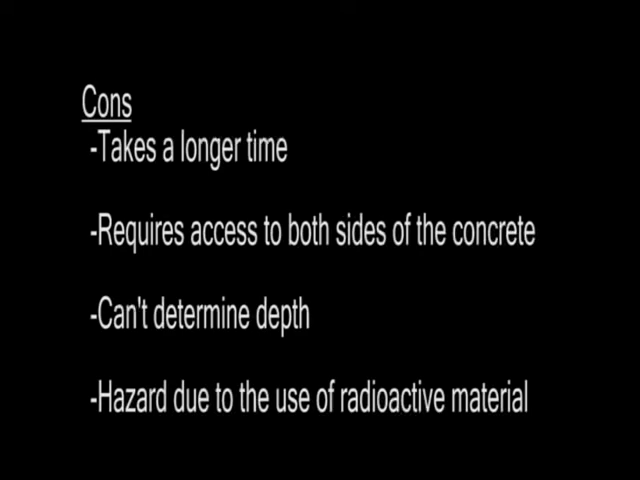 Cons
-Takes a longer time
-Requires access to both sides of the concrete
-Can't determine depth
-Hazard due to the use of radioactive material